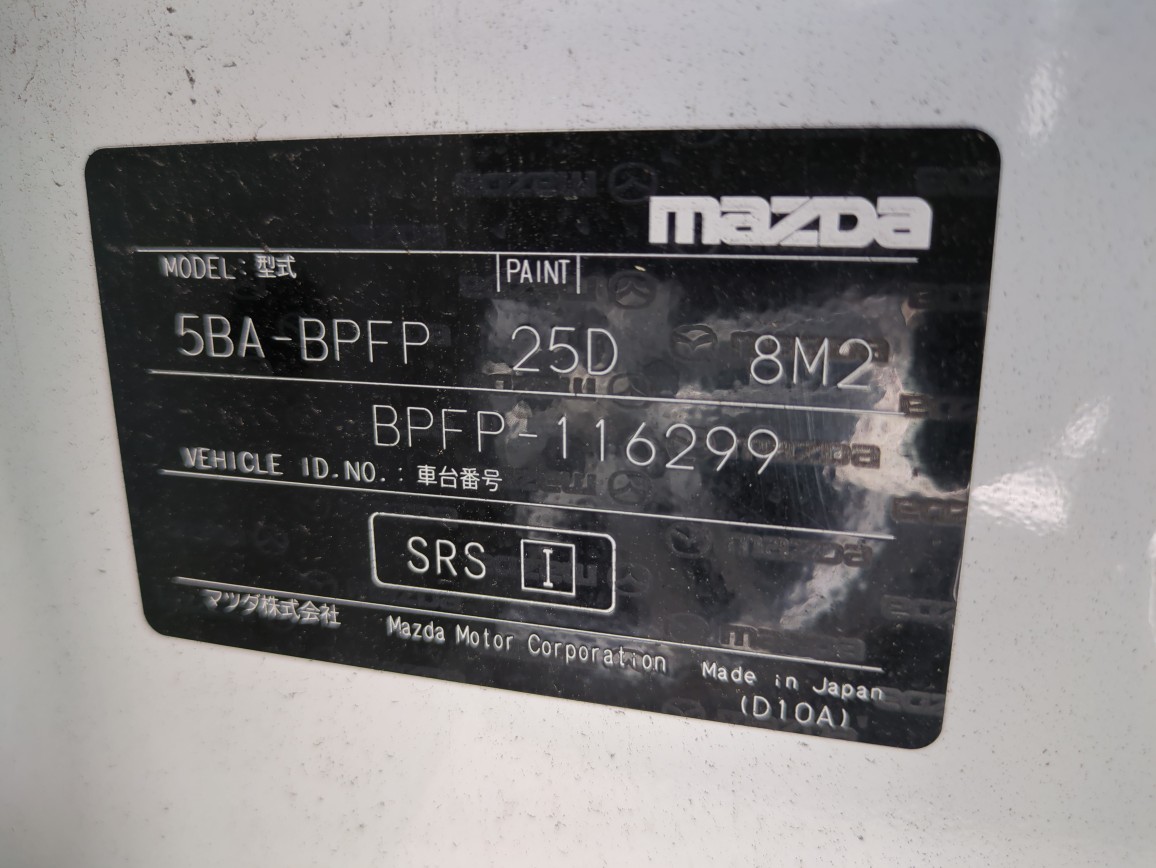 mazda
MODEL: 型式 PAINT
5BA-BPFP 25D 8M2
BPFP-116299
VEHICLE ID.NO.: 車台番号
SRS I
マツダ株式会社 Mazda Motor Corporation Made in Japan
(D10A)